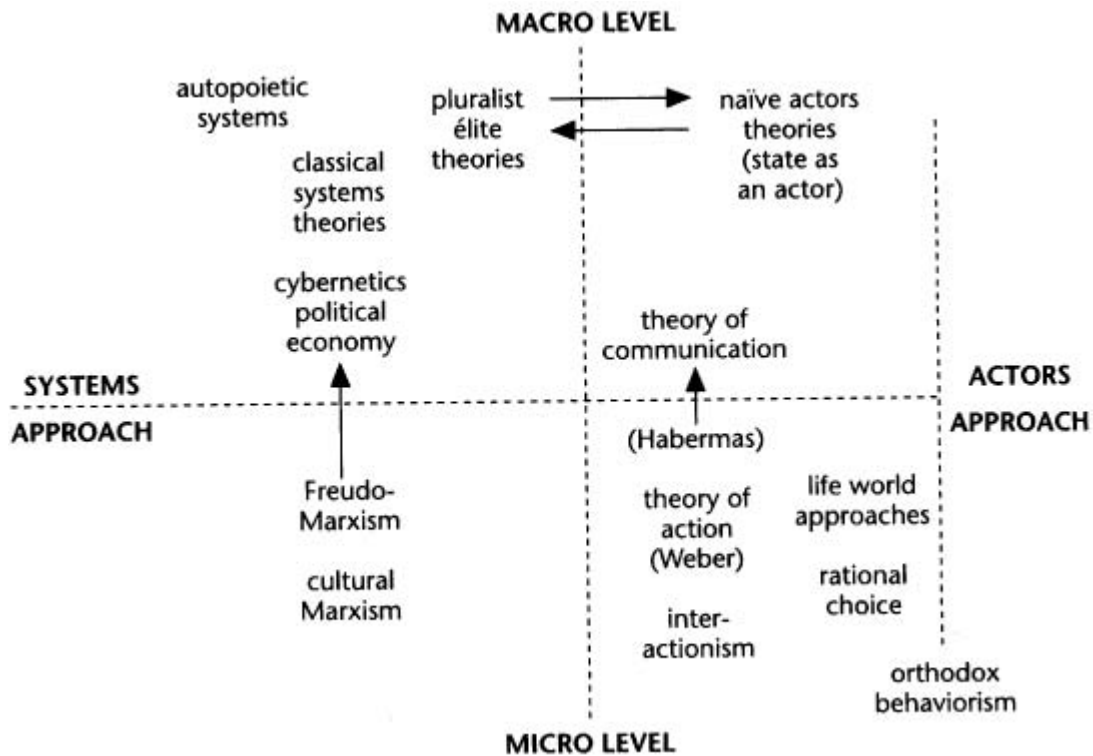 MACRO LEVEL
autopoietic
systems
pluralist
élite
theories
naïve actors
theories
(state as
an actor)
classical
systems
theories
cybernetics
political
economy
theory of
communication
SYSTEMS
APPROACH
ACTORS
APPROACH
(Habermas)
Freudo-
Marxism
theory of
action
(Weber)
life world
approaches
cultural
Marxism
rational
choice
inter-
actionism
orthodox
behaviorism
MICRO LEVEL